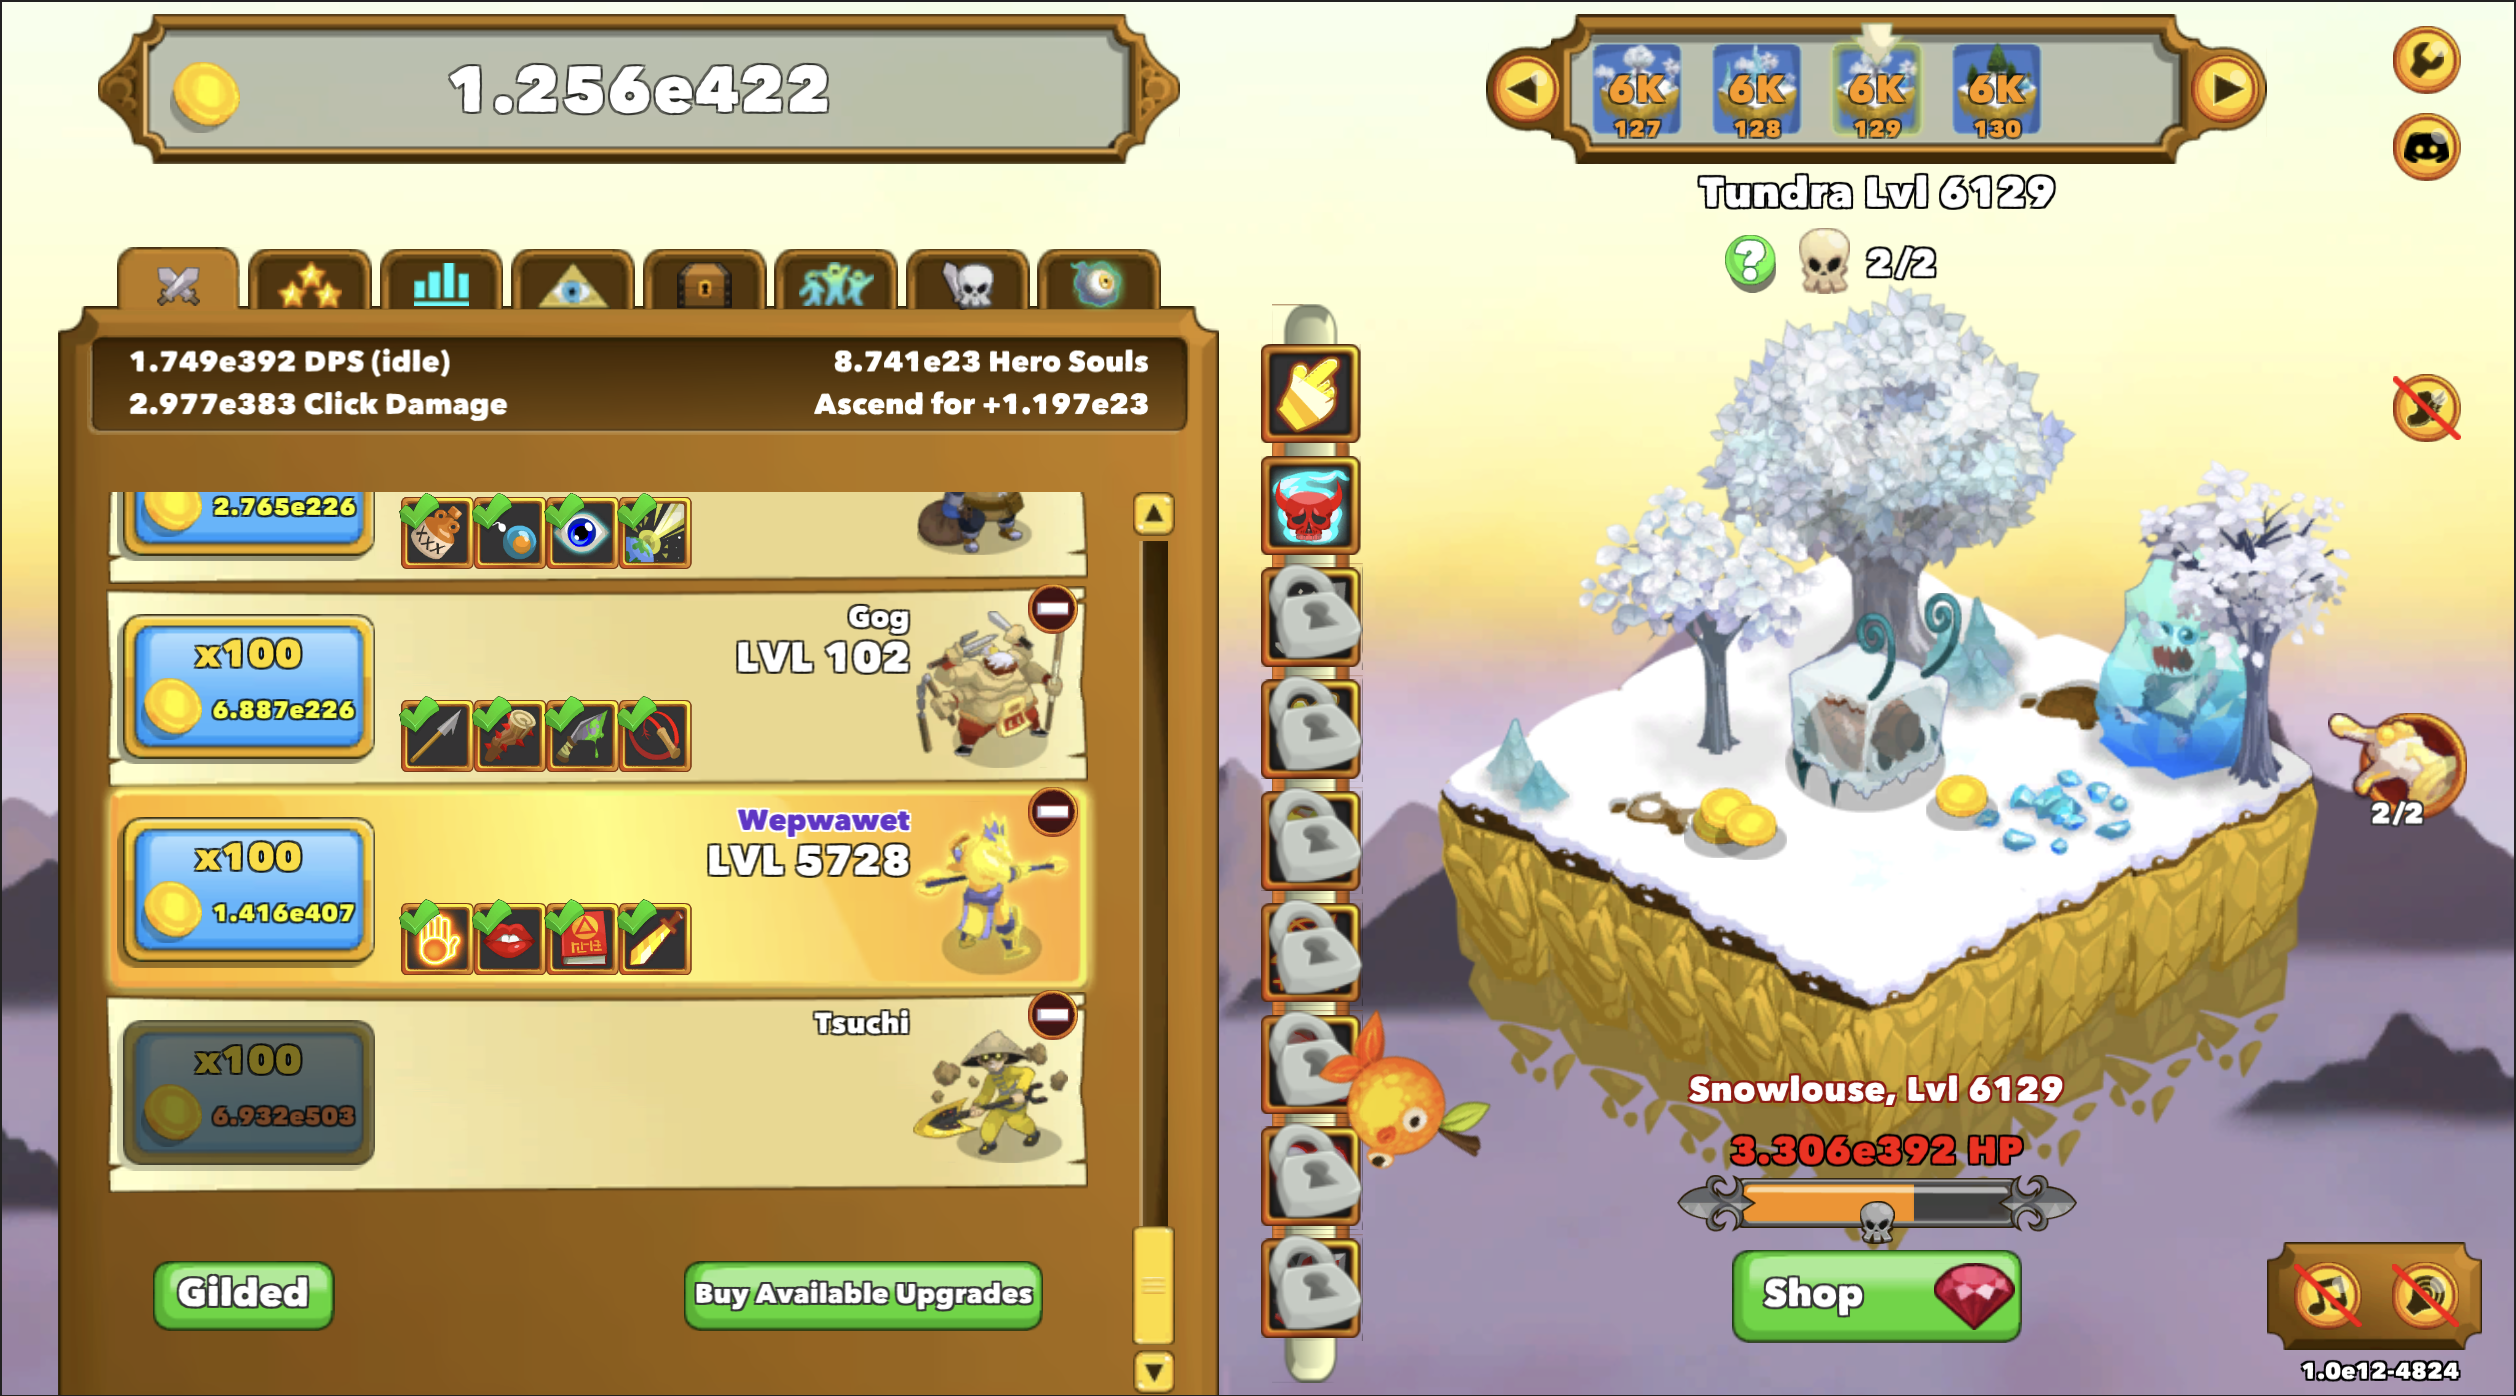 1.256e422
6K
127
6K
128
6K
129
6K
130
Tundra Lvl 6129
? 2/2
1.749e392 DPS (idle)
8.741e23 Hero Souls
2.977e383 Click Damage
Ascend for +1.197e23
2.765e226
XXX
Gog
LVL 102
x100
6.887e226
Wepwawet
LVL 5728
x100
1.416e407
Tsuchi
x100
6.932e503
Gilded
Buy Available Upgrades
2/2
Snowlouse, Lvl 6129
3.306e392 HP
Shop
1.0e12-4824